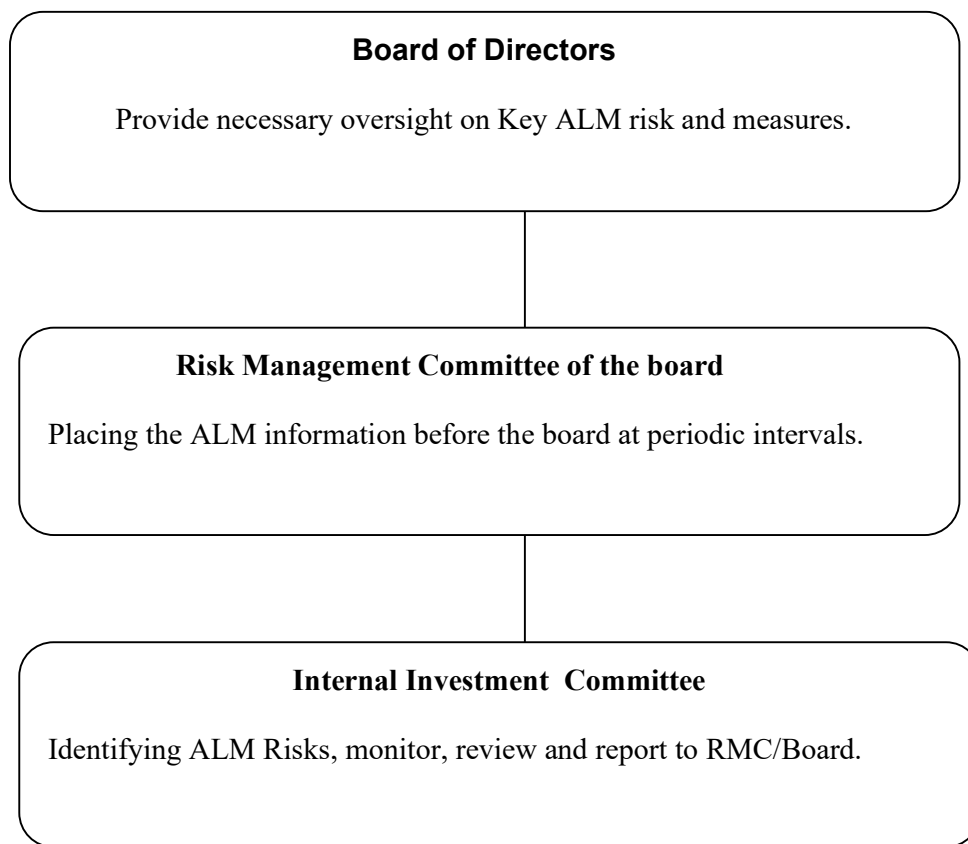 Board of Directors
Provide necessary oversight on Key ALM risk and measures.
Risk Management Committee of the board
Placing the ALM information before the board at periodic intervals.
Internal Investment  Committee
Identifying ALM Risks, monitor, review and report to RMC/Board.